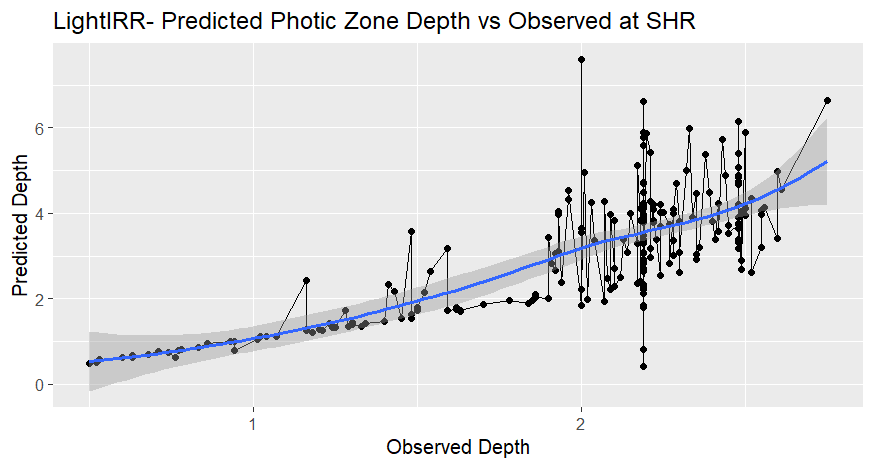 LightIRR- Predicted Photic Zone Depth vs Observed at SHR
Predicted Depth
6
4
2
0
1
2
Observed Depth